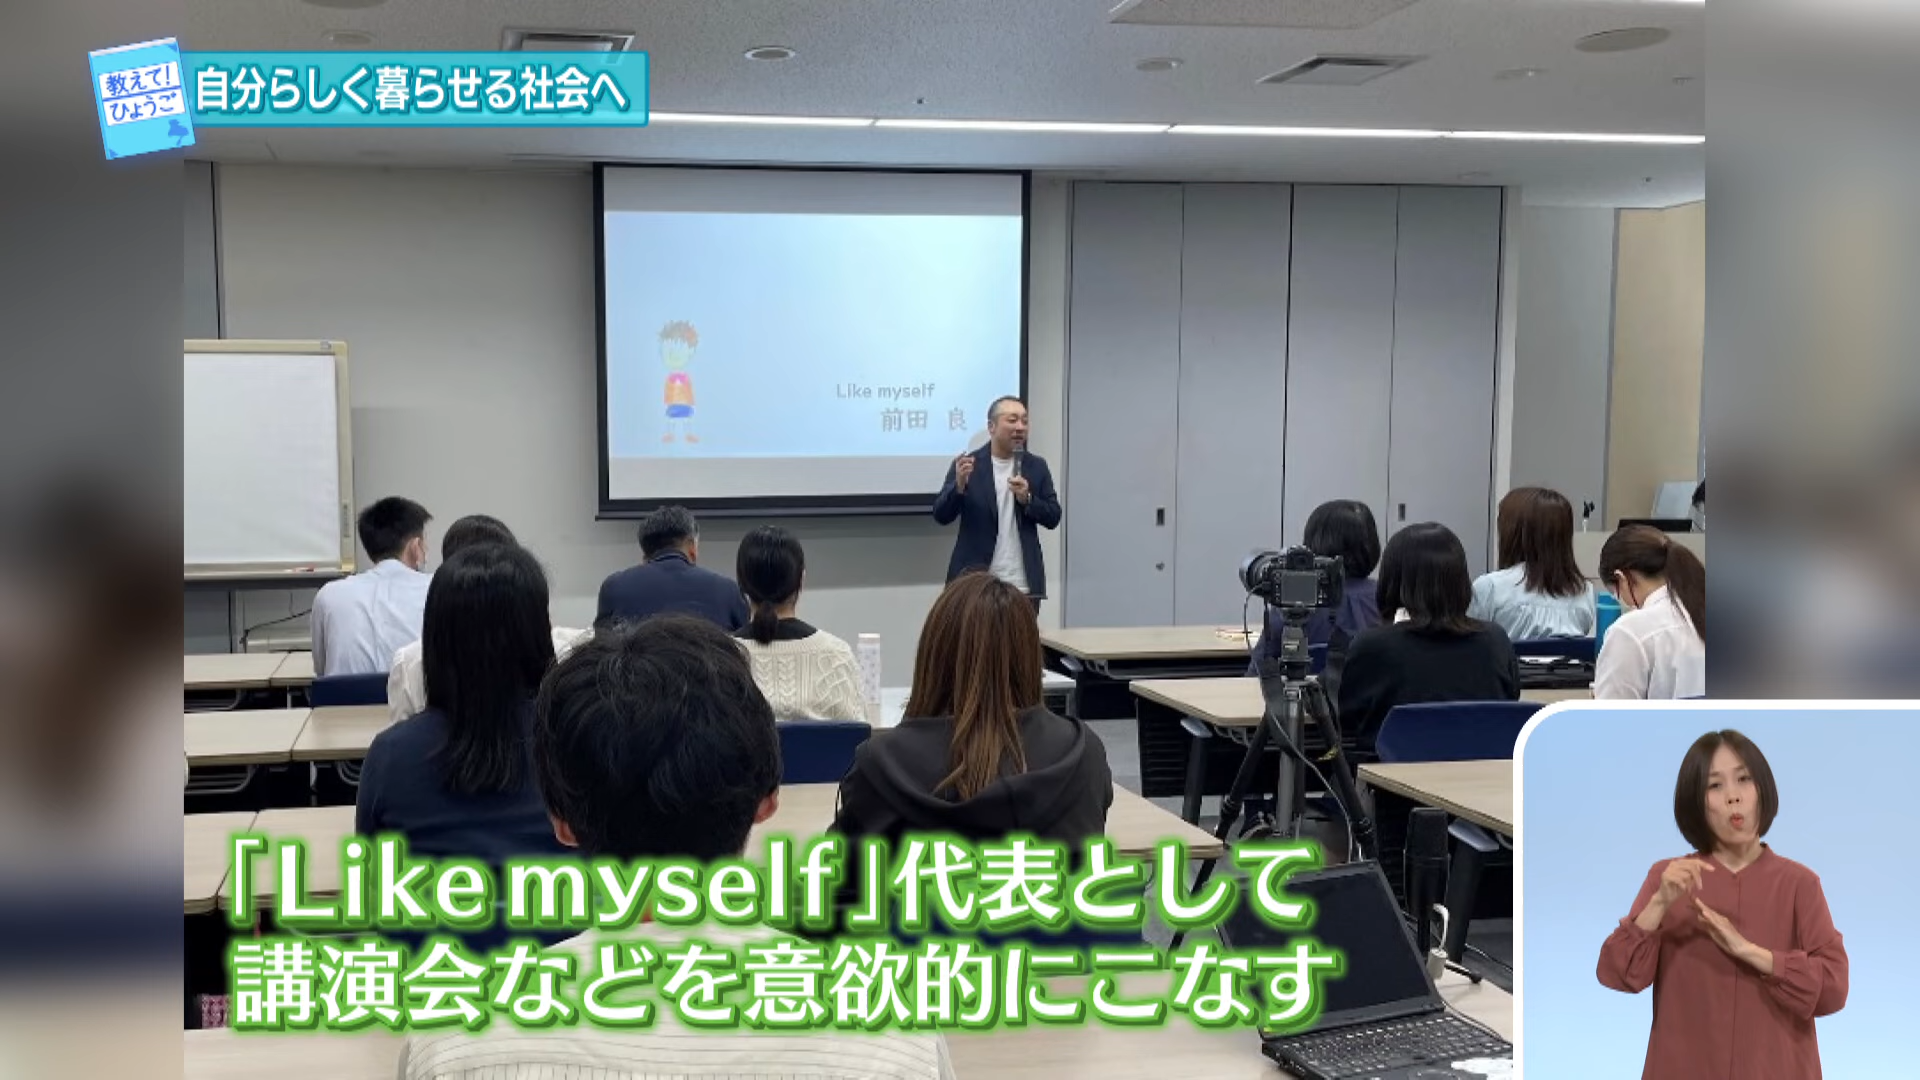 教えて!
ひょうご
自分らしく暮らせる社会へ
Like myself
前田 良
「Like myself」代表として
講演会などを意欲的にこなす